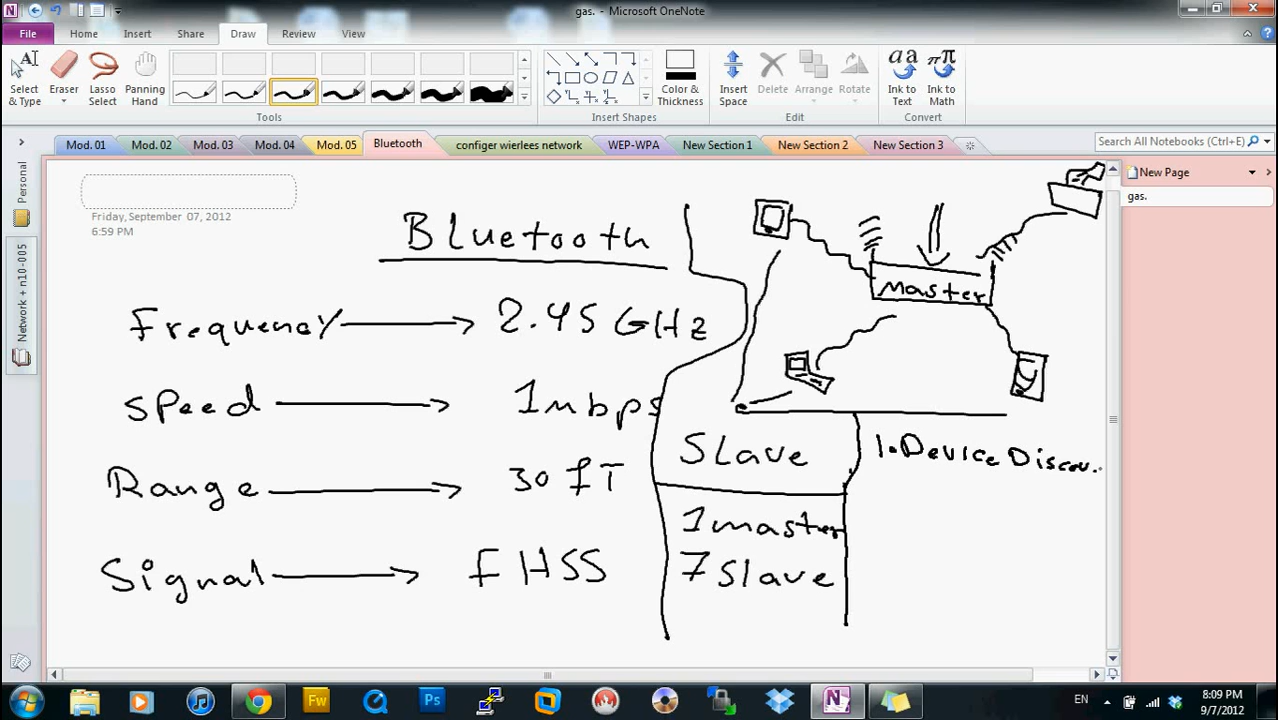 gas. - Microsoft OneNote
File Home Insert Share Draw Review View
Select & Type
Eraser
Lasso Select
Panning Hand
Color & Thickness
Insert Space
Delete
Arrange
Rotate
Ink to Text
Ink to Math
Tools
Insert Shapes
Edit
Convert
Mod. 01 Mod. 02 Mod. 03 Mod. 04 Mod. 05 Bluetooth configer wierlees network WEP-WPA New Section 1 New Section 2 New Section 3
Search All Notebooks (Ctrl+E)
New Page
gas.
Personal
Network + n10-005
Friday, September 07, 2012
6:59 PM
Bluetooth
Frequency 2.45 GHz
Speed 1mbps
Range 30 fT
Signal FHSS
Master
Slave
1 master
7 Slave
1. Device Discov.
EN
8:09 PM
9/7/2012
Fw
Ps